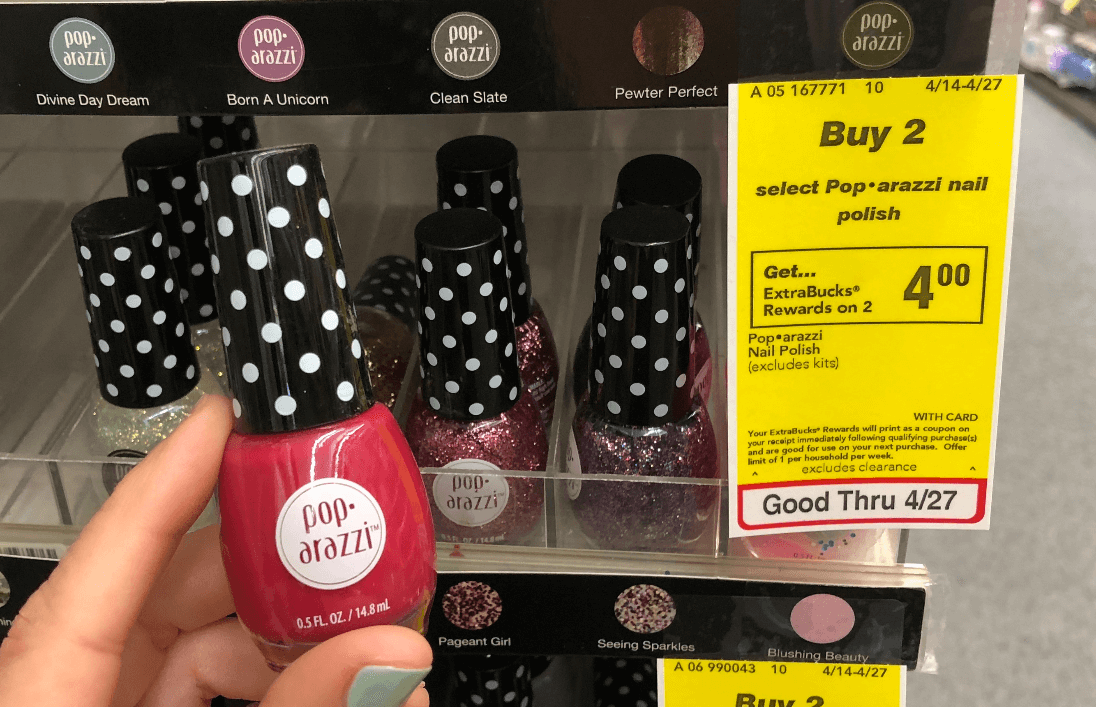 pop•
arazzi
pop•
arazzi
pop•
arazzi
pop•
arazzi
Divine Day Dream
Born A Unicorn
Clean Slate
Pewter Perfect
A 05 167771 10 4/14-4/27
Buy 2
select Pop•arazzi nail
polish
Get...
ExtraBucks®
Rewards on 2
4.00
Pop•arazzi
Nail Polish
(excludes kits)
WITH CARD
Your ExtraBucks® Rewards will print as a coupon on
your receipt immediately following qualifying purchase(s)
and are good for use on your next purchase. Offer
limit of 1 per household per week.
^ excludes clearance ^
Good Thru 4/27
pop•
arazzi
pop•
arazzi™
0.5 FL. OZ. / 14.8 mL
Pageant Girl
Seeing Sparkles
Blushing Beauty
A 06 990043 10 4/14-4/27
Buy 2